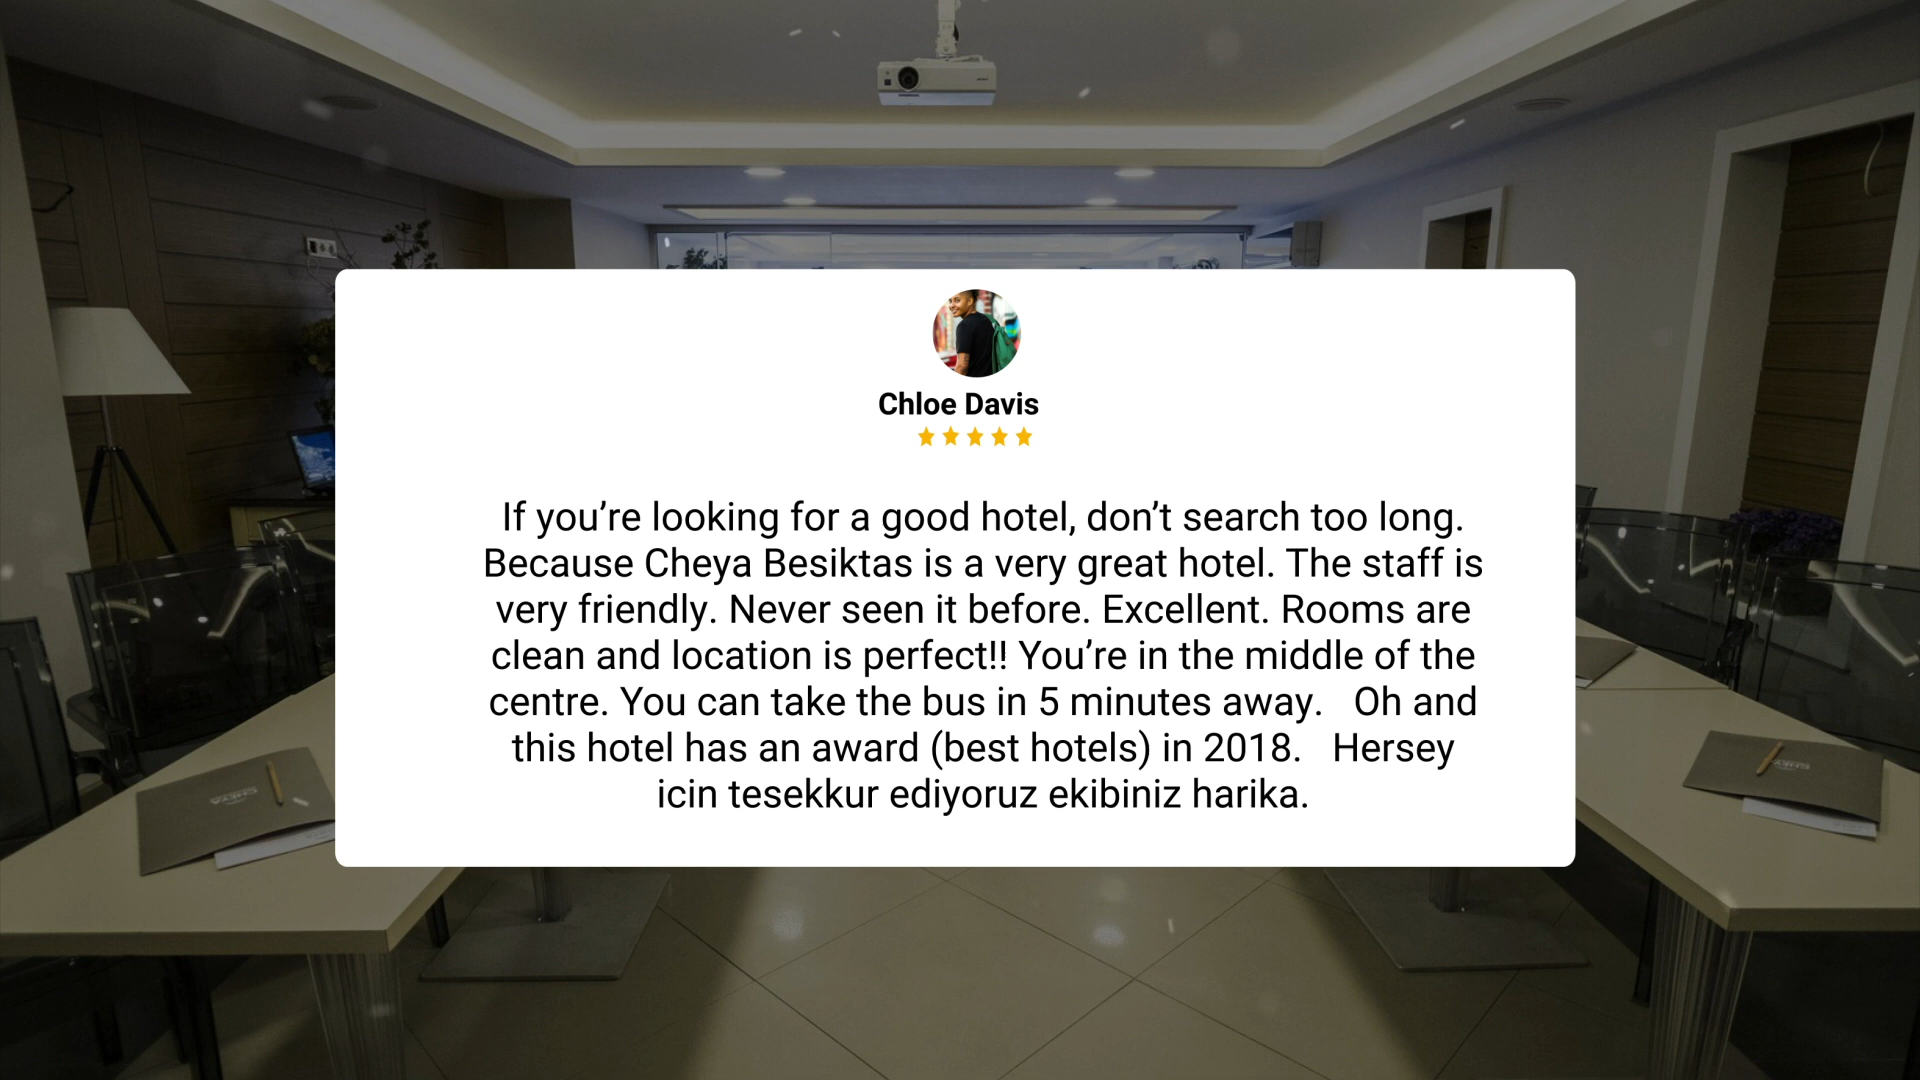 Chloe Davis
If you’re looking for a good hotel, don’t search too long.
Because Cheya Besiktas is a very great hotel. The staff is
very friendly. Never seen it before. Excellent. Rooms are
clean and location is perfect!! You’re in the middle of the
centre. You can take the bus in 5 minutes away.   Oh and
this hotel has an award (best hotels) in 2018.   Hersey
icin tesekkur ediyoruz ekibiniz harika.
CHEYA
CHEYA